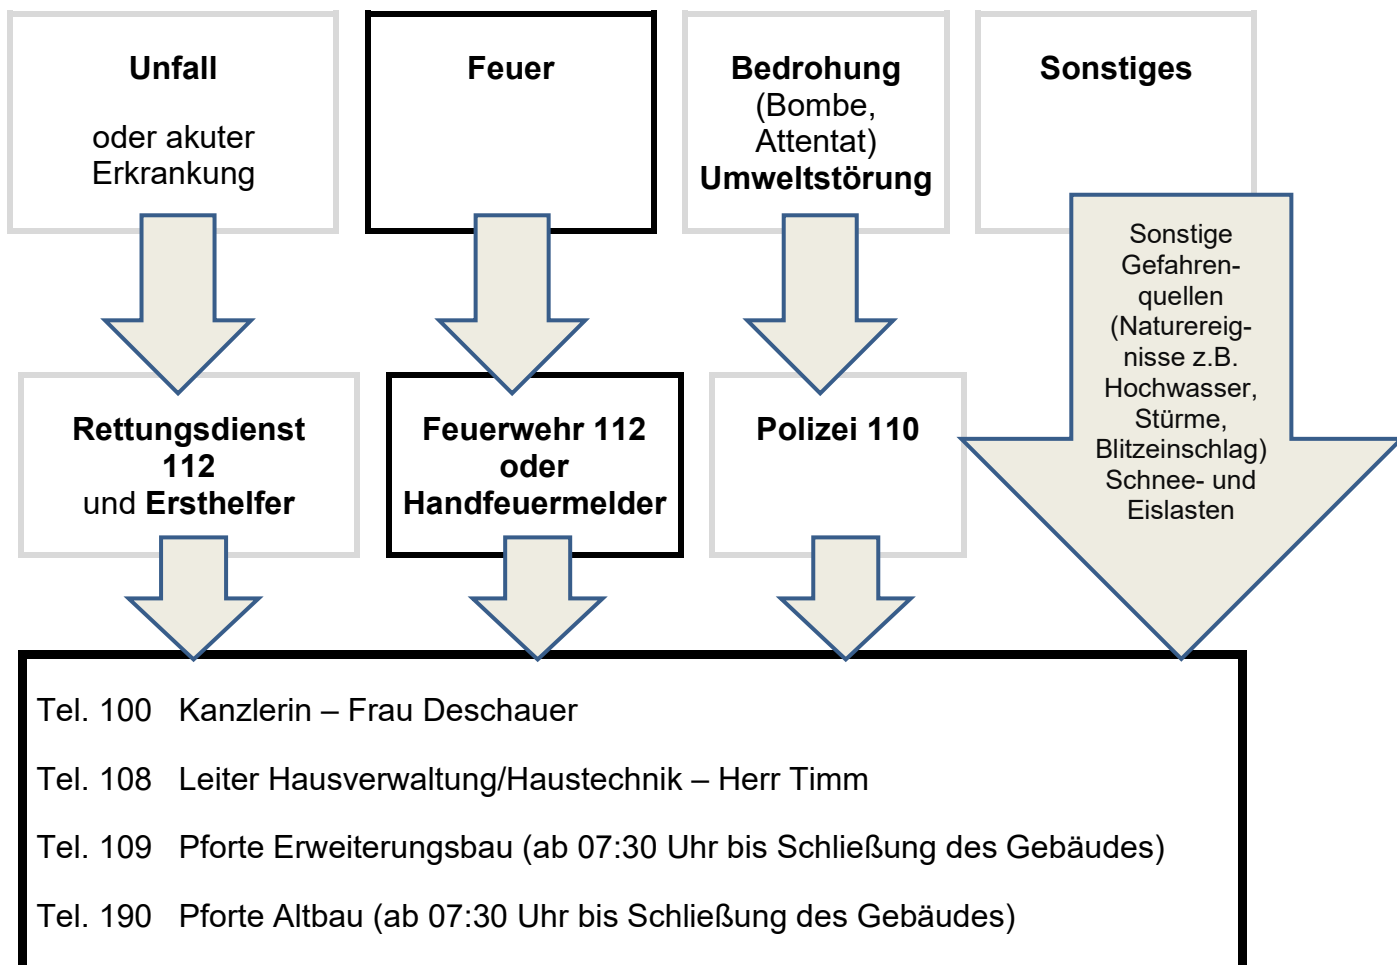 Unfall
oder akuter
Erkrankung
Feuer
Bedrohung
(Bombe,
Attentat)
Umweltstörung
Sonstiges
Sonstige
Gefahren-
quellen
(Naturereig-
nisse z.B.
Hochwasser,
Stürme,
Blitzeinschlag)
Schnee- und
Eislasten
Rettungsdienst
112
und Ersthelfer
Feuerwehr 112
oder
Handfeuermelder
Polizei 110
Tel. 100 Kanzlerin – Frau Deschauer
Tel. 108 Leiter Hausverwaltung/Haustechnik – Herr Timm
Tel. 109 Pforte Erweiterungsbau (ab 07:30 Uhr bis Schließung des Gebäudes)
Tel. 190 Pforte Altbau (ab 07:30 Uhr bis Schließung des Gebäudes)